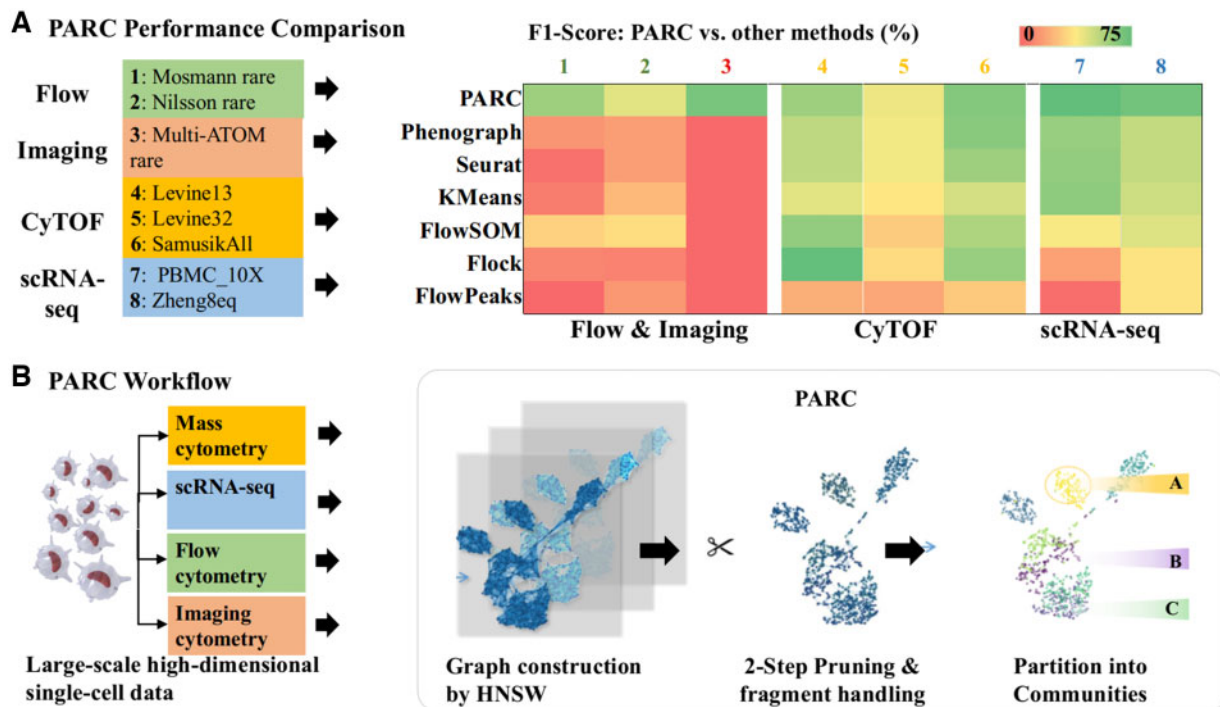 A PARC Performance Comparison
Flow
1: Mosmann rare
2: Nilsson rare
Imaging
3: Multi-ATOM
rare
CyTOF
4: Levine13
5: Levine32
6: SamusikAll
scRNA-
seq
7: PBMC_10X
8: Zheng8eq
F1-Score: PARC vs. other methods (%)
0 75
1 2 3 4 5 6 7 8
PARC
Phenograph
Seurat
KMeans
FlowSOM
Flock
FlowPeaks
Flow & Imaging CyTOF scRNA-seq
B PARC Workflow
Mass
cytometry
scRNA-seq
Flow
cytometry
Imaging
cytometry
Large-scale high-dimensional
single-cell data
PARC
A
B
C
Graph construction
by HNSW
2-Step Pruning &
fragment handling
Partition into
Communities